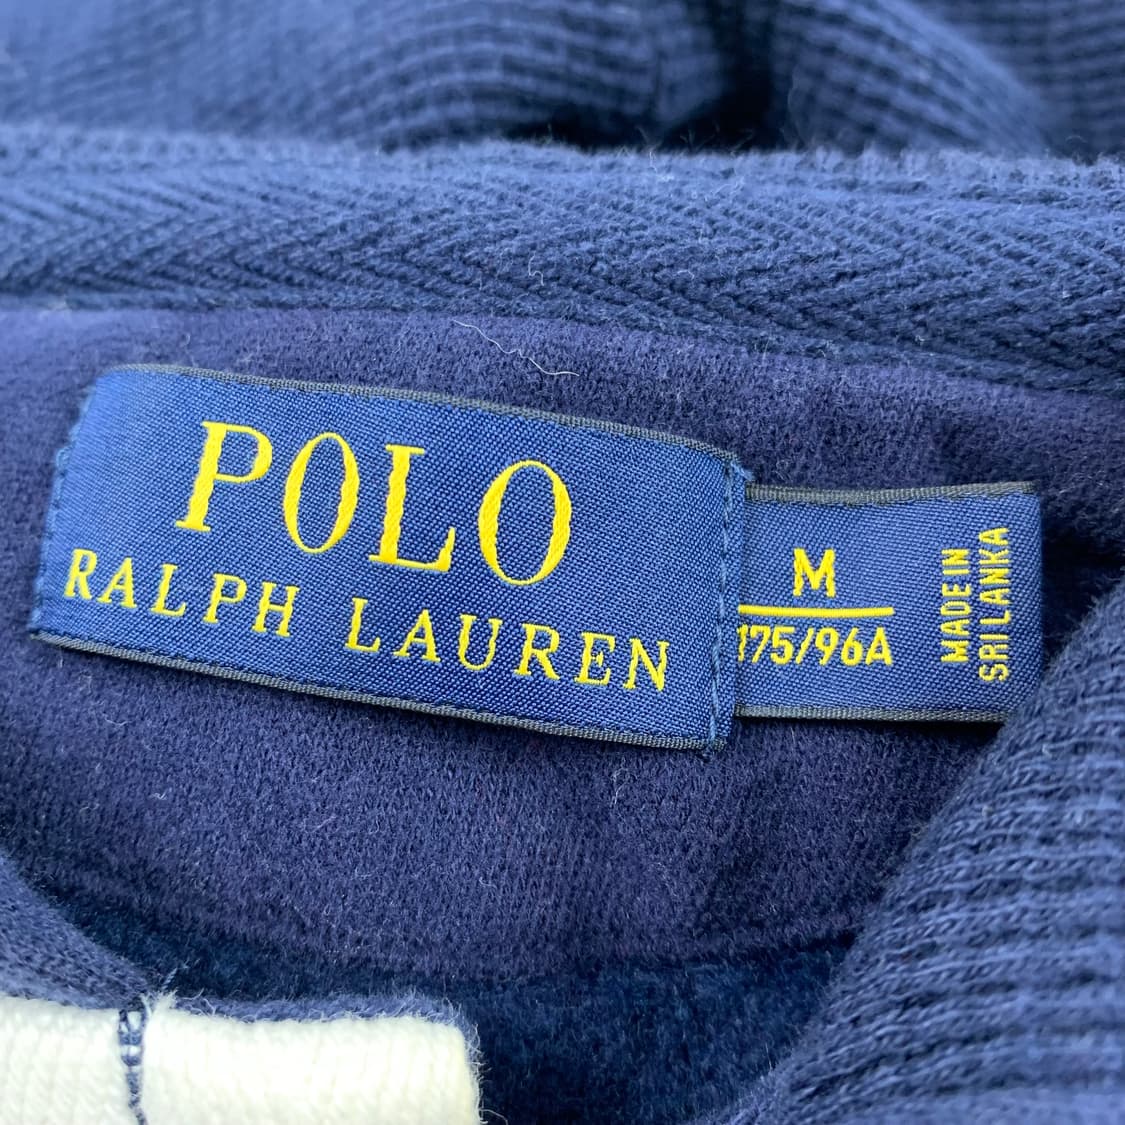 POLO
RALPH LAUREN
M
175/96A
MADE IN
SRI LANKA